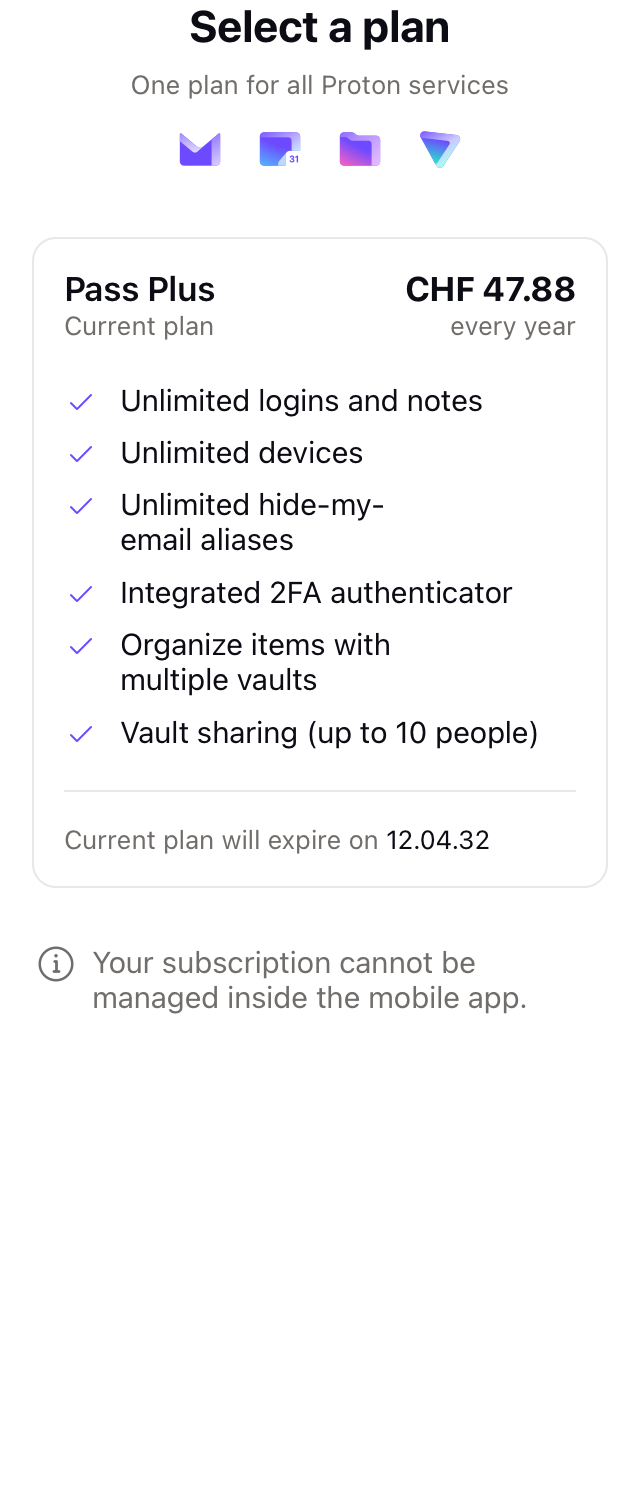 Select a plan
One plan for all Proton services
31
Pass Plus
CHF 47.88
Current plan
every year
Unlimited logins and notes
Unlimited devices
Unlimited hide-my-
email aliases
Integrated 2FA authenticator
Organize items with
multiple vaults
Vault sharing (up to 10 people)
Current plan will expire on 12.04.32
Your subscription cannot be
managed inside the mobile app.